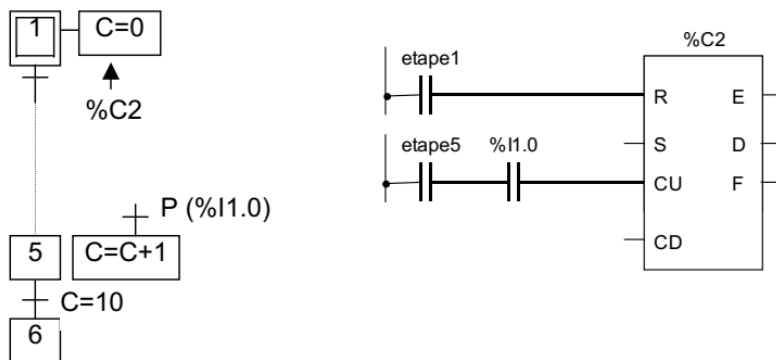 1
C=0
%C2
P (%I1.0)
5
C=C+1
C=10
6
%C2
etape1
R
E
S
D
etape5
%I1.0
CU
F
CD